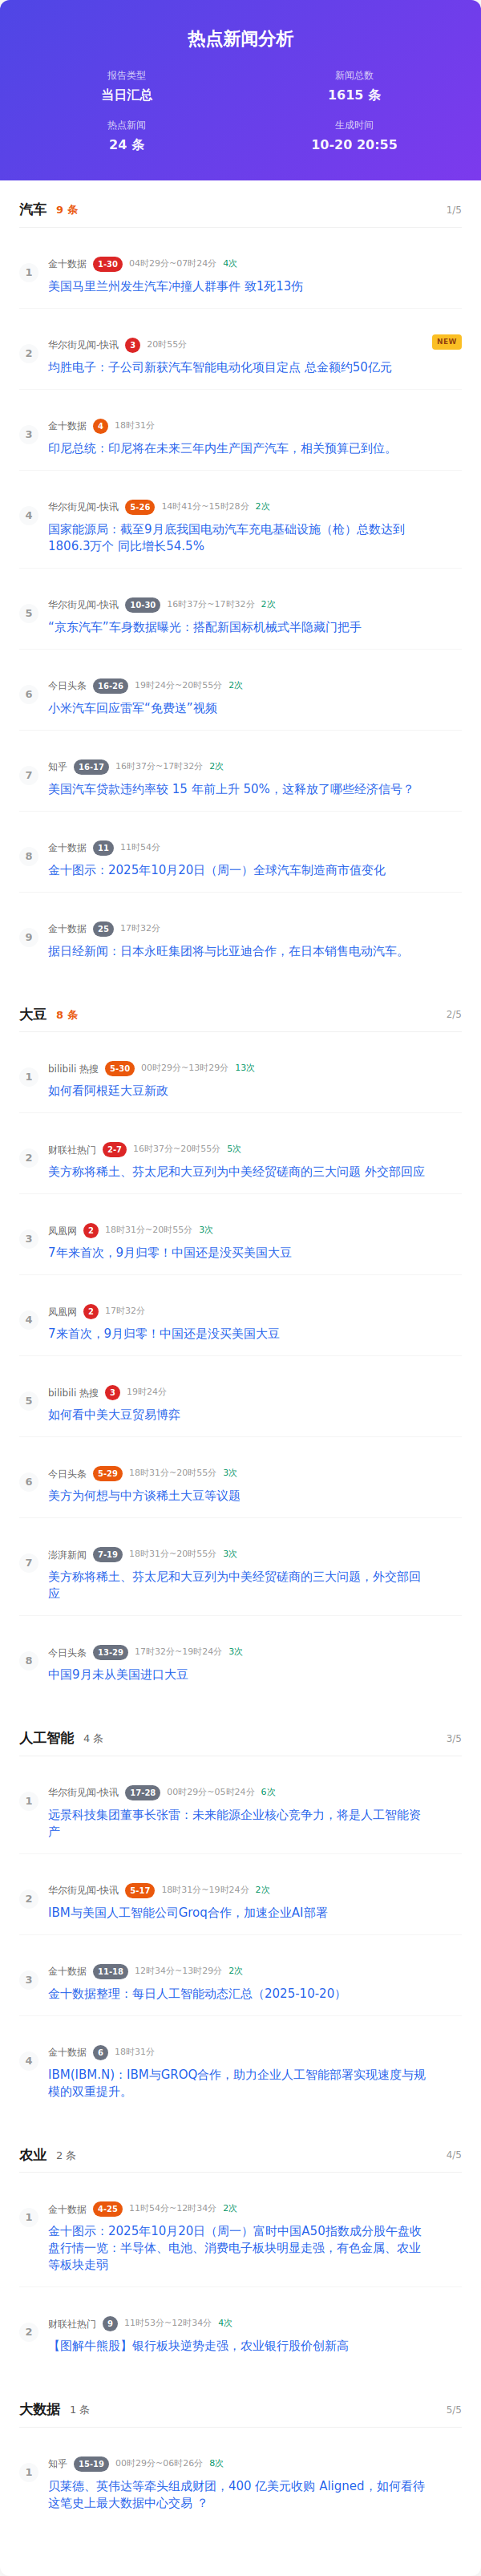 热点新闻分析
报告类型
当日汇总
新闻总数
1615 条
热点新闻
24 条
生成时间
10-20 20:55
汽车 9 条 1/5
1
金十数据 1-30 04时29分~07时24分 4次
美国马里兰州发生汽车冲撞人群事件 致1死13伤
2
华尔街见闻-快讯 3 20时55分 NEW
均胜电子：子公司新获汽车智能电动化项目定点 总金额约50亿元
3
金十数据 4 18时31分
印尼总统：印尼将在未来三年内生产国产汽车，相关预算已到位。
4
华尔街见闻-快讯 5-26 14时41分~15时28分 2次
国家能源局：截至9月底我国电动汽车充电基础设施（枪）总数达到
1806.3万个 同比增长54.5%
5
华尔街见闻-快讯 10-30 16时37分~17时32分 2次
“京东汽车”车身数据曝光：搭配新国标机械式半隐藏门把手
6
今日头条 16-26 19时24分~20时55分 2次
小米汽车回应雷军“免费送”视频
7
知乎 16-17 16时37分~17时32分 2次
美国汽车贷款违约率较 15 年前上升 50%，这释放了哪些经济信号？
8
金十数据 11 11时54分
金十图示：2025年10月20日（周一）全球汽车制造商市值变化
9
金十数据 25 17时32分
据日经新闻：日本永旺集团将与比亚迪合作，在日本销售电动汽车。
大豆 8 条 2/5
1
bilibili 热搜 5-30 00时29分~13时29分 13次
如何看阿根廷大豆新政
2
财联社热门 2-7 16时37分~20时55分 5次
美方称将稀土、芬太尼和大豆列为中美经贸磋商的三大问题 外交部回应
3
凤凰网 2 18时31分~20时55分 3次
7年来首次，9月归零！中国还是没买美国大豆
4
凤凰网 2 17时32分
7来首次，9月归零！中国还是没买美国大豆
5
bilibili 热搜 3 19时24分
如何看中美大豆贸易博弈
6
今日头条 5-29 18时31分~20时55分 3次
美方为何想与中方谈稀土大豆等议题
7
澎湃新闻 7-19 18时31分~20时55分 3次
美方称将稀土、芬太尼和大豆列为中美经贸磋商的三大问题，外交部回
应
8
今日头条 13-29 17时32分~19时24分 3次
中国9月未从美国进口大豆
人工智能 4 条 3/5
1
华尔街见闻-快讯 17-28 00时29分~05时24分 6次
远景科技集团董事长张雷：未来能源企业核心竞争力，将是人工智能资
产
2
华尔街见闻-快讯 5-17 18时31分~19时24分 2次
IBM与美国人工智能公司Groq合作，加速企业AI部署
3
金十数据 11-18 12时34分~13时29分 2次
金十数据整理：每日人工智能动态汇总（2025-10-20）
4
金十数据 6 18时31分
IBM(IBM.N)：IBM与GROQ合作，助力企业人工智能部署实现速度与规
模的双重提升。
农业 2 条 4/5
1
金十数据 4-25 11时54分~12时34分 2次
金十图示：2025年10月20日（周一）富时中国A50指数成分股午盘收
盘行情一览：半导体、电池、消费电子板块明显走强，有色金属、农业
等板块走弱
2
财联社热门 9 11时53分~12时34分 4次
【图解牛熊股】银行板块逆势走强，农业银行股价创新高
大数据 1 条 5/5
1
知乎 15-19 00时29分~06时26分 8次
贝莱德、英伟达等牵头组成财团，400 亿美元收购 Aligned，如何看待
这笔史上最大数据中心交易 ？